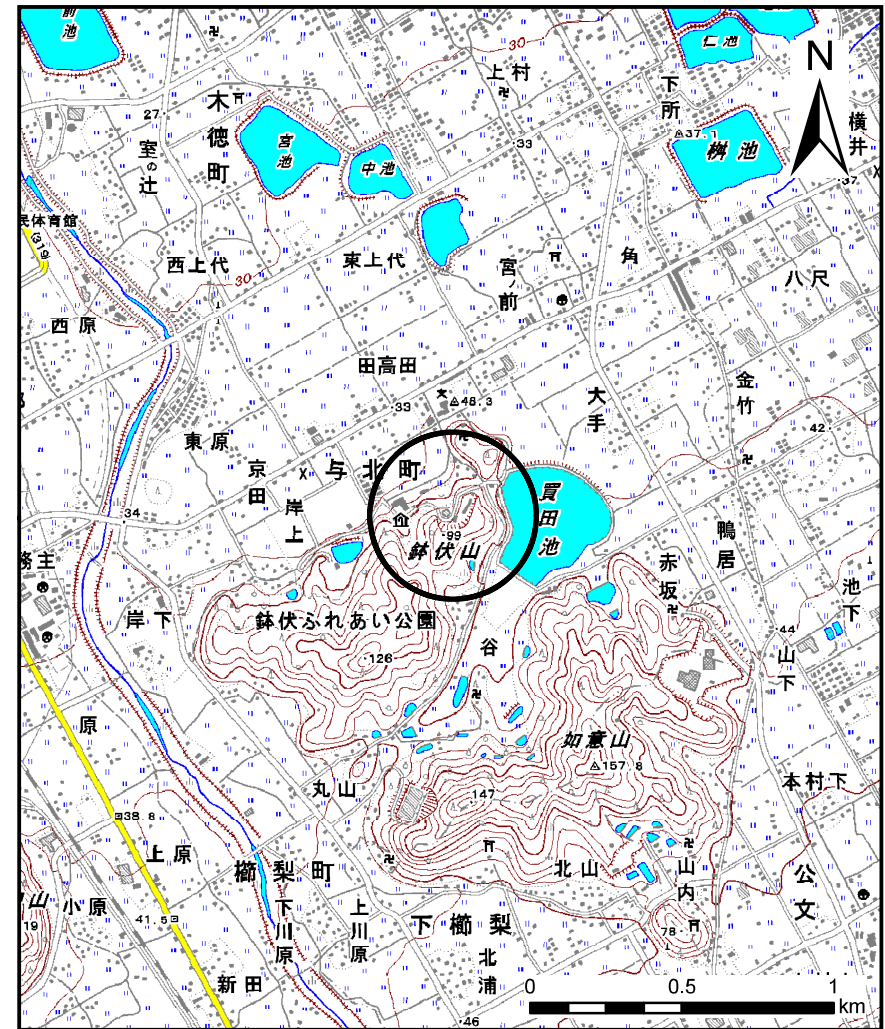 前池
仁池
30
上村
N
木徳町
27
下所
37.1
横井
宮池
室の辻
33
桝池
中池
37
民体育館
(319)
西上代
東上代
宮ノ前
角
八尺
30
西原
田高田
大手
金竹
33
48.3
東原
42
与北町
京田
岸上
買田池
34
鴨居
99
鉢伏山
務主
赤坂
池下
岸下
鉢伏ふれあい公園
谷
44
126
山下
原
如意山
157.8
147
本村下
丸山
38.8
上原
櫛梨町
北山
山内
公文
山
小原
19
41.5
下川原
上川原
下櫛梨
78
北浦
新田
0 0.5 1
km
46